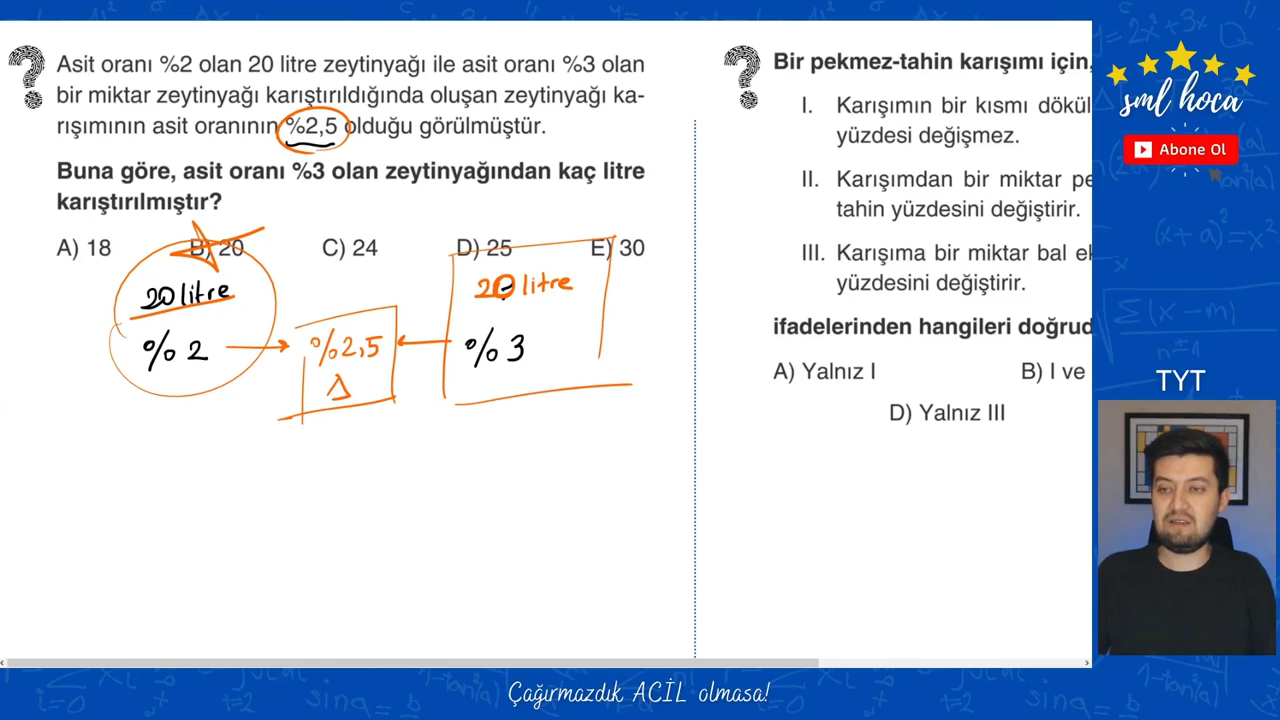 Asit oranı %2 olan 20 litre zeytinyağı ile asit oranı %3 olan
bir miktar zeytinyağı karıştırıldığında oluşan zeytinyağı ka-
rışımının asit oranının %2,5 olduğu görülmüştür.
Buna göre, asit oranı %3 olan zeytinyağından kaç litre
karıştırılmıştır?
A) 18 B) 20 C) 24 D) 25 E) 30
20 litre 20 litre
%2 %2,5 %3
Bir pekmez-tahin karışımı için,
I. Karışımın bir kısmı dökül
yüzdesi değişmez.
II. Karışımdan bir miktar pe
tahin yüzdesini değiştirir.
III. Karışıma bir miktar bal ek
yüzdesini değiştirir.
ifadelerinden hangileri doğrud
A) Yalnız I B) I ve
D) Yalnız III
sml hoca
Abone Ol
TYT
Çağırmazdık ACİL olmasa!